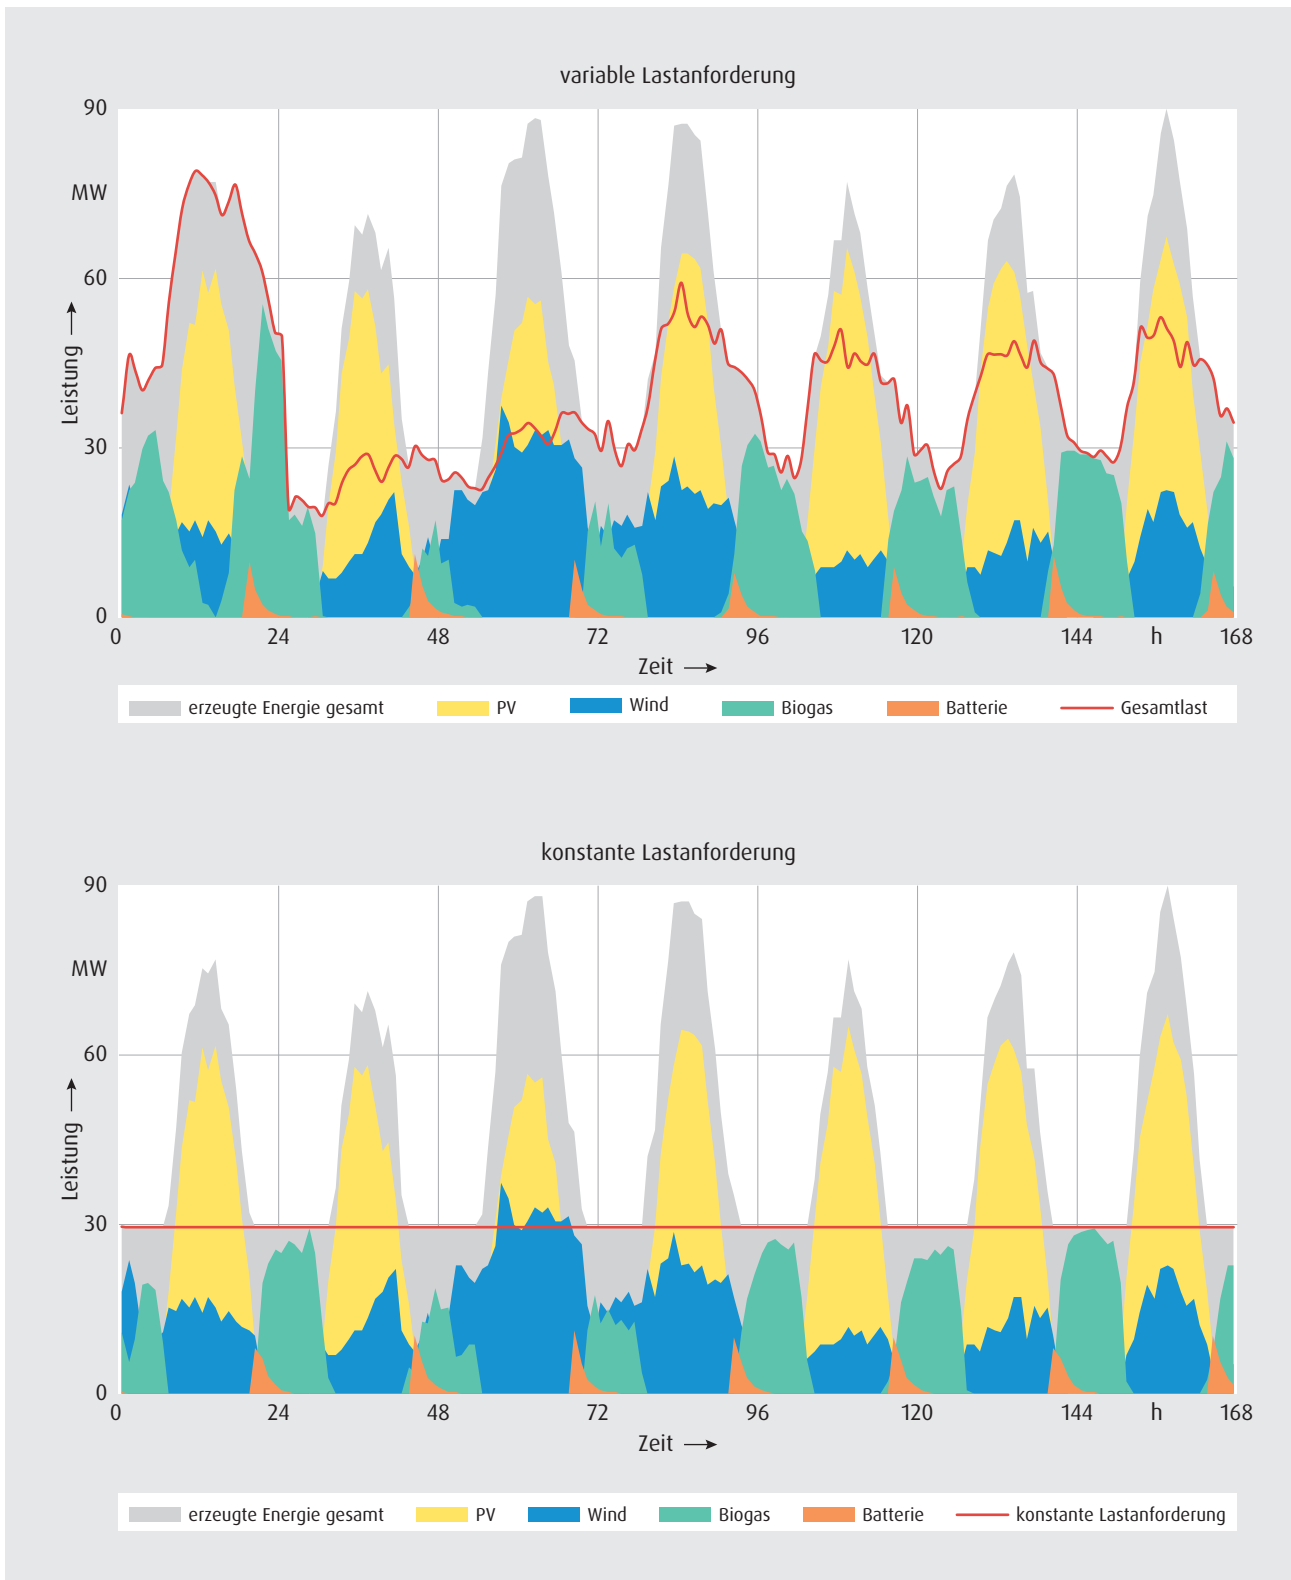 variable Lastanforderung
90
MW
60
Leistung
30
0
0 24 48 72 96 120 144 h 168
Zeit
erzeugte Energie gesamt PV Wind Biogas Batterie Gesamtlast
konstante Lastanforderung
90
MW
60
Leistung
30
0
0 24 48 72 96 120 144 h 168
Zeit
erzeugte Energie gesamt PV Wind Biogas Batterie konstante Lastanforderung